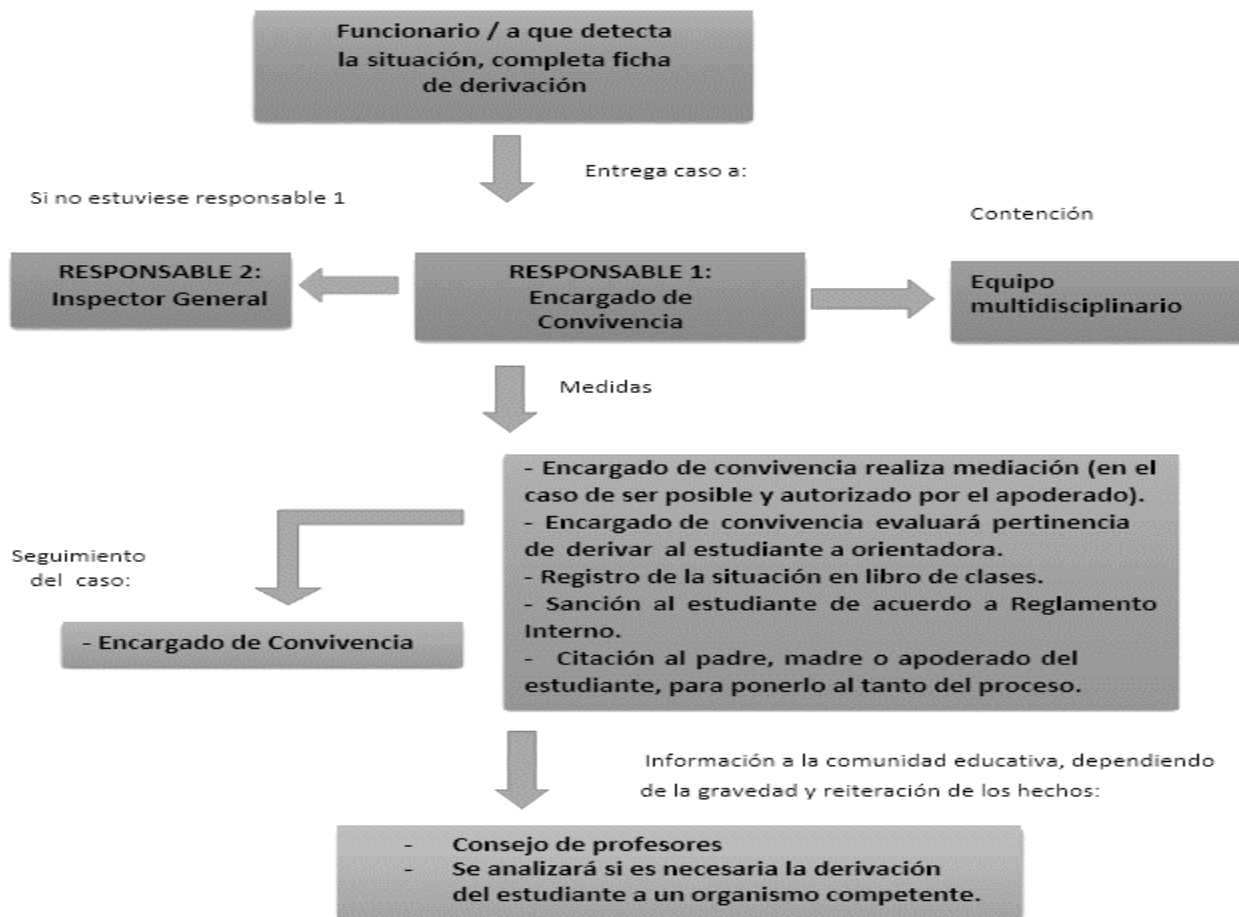 Funcionario / a que detecta
la situación, completa ficha
de derivación
Entrega caso a:
Si no estuviese responsable 1
Contención
RESPONSABLE 2:
Inspector General
RESPONSABLE 1:
Encargado de
Convivencia
Equipo
multidisciplinario
Medidas
- Encargado de convivencia realiza mediación (en el
caso de ser posible y autorizado por el apoderado).
- Encargado de convivencia evaluará pertinencia
de derivar al estudiante a orientadora.
- Registro de la situación en libro de clases.
- Sanción al estudiante de acuerdo a Reglamento
Interno.
- Citación al padre, madre o apoderado del
estudiante, para ponerlo al tanto del proceso.
Seguimiento
del caso:
- Encargado de Convivencia
Información a la comunidad educativa, dependiendo
de la gravedad y reiteración de los hechos:
- Consejo de profesores
- Se analizará si es necesaria la derivación
del estudiante a un organismo competente.